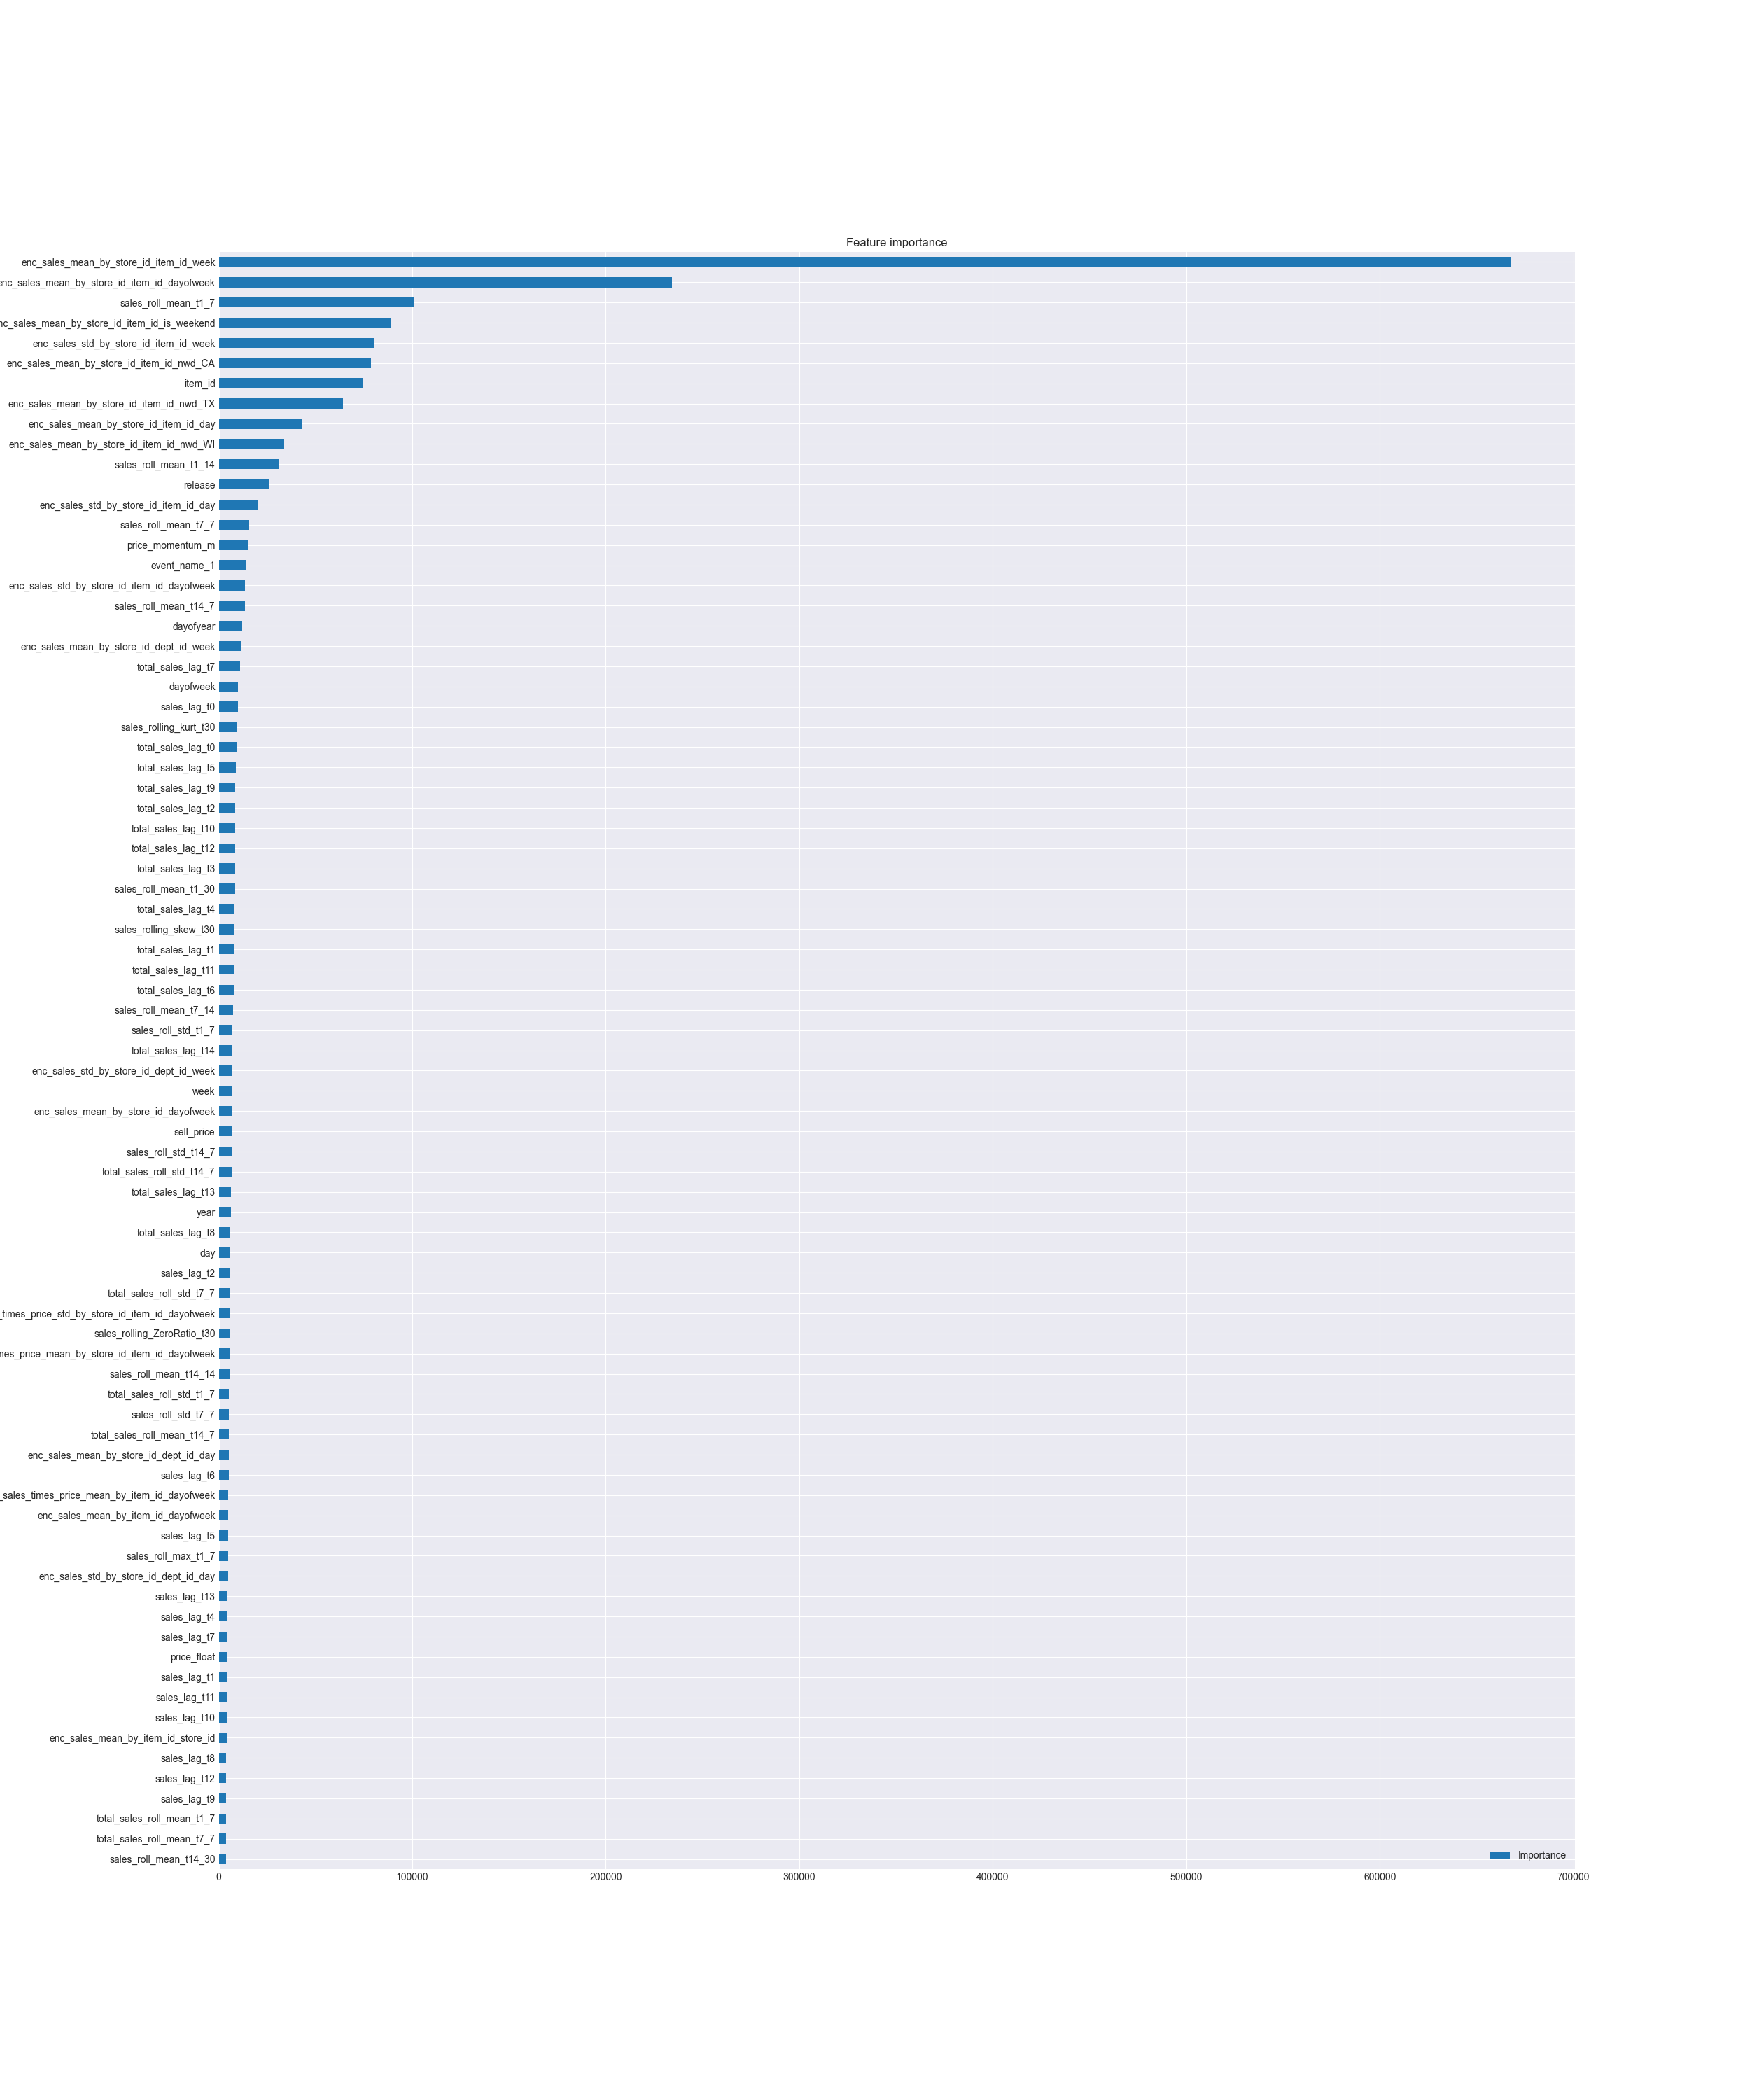 Feature importance
enc_sales_mean_by_store_id_item_id_week
enc_sales_mean_by_store_id_item_id_dayofweek
sales_roll_mean_t1_7
nc_sales_mean_by_store_id_item_id_is_weekend
enc_sales_std_by_store_id_item_id_week
enc_sales_mean_by_store_id_item_id_nwd_CA
item_id
enc_sales_mean_by_store_id_item_id_nwd_TX
enc_sales_mean_by_store_id_item_id_day
enc_sales_mean_by_store_id_item_id_nwd_WI
sales_roll_mean_t1_14
release
enc_sales_std_by_store_id_item_id_day
sales_roll_mean_t7_7
price_momentum_m
event_name_1
enc_sales_std_by_store_id_item_id_dayofweek
sales_roll_mean_t14_7
dayofyear
enc_sales_mean_by_store_id_dept_id_week
total_sales_lag_t7
dayofweek
sales_lag_t0
sales_rolling_kurt_t30
total_sales_lag_t0
total_sales_lag_t5
total_sales_lag_t9
total_sales_lag_t2
total_sales_lag_t10
total_sales_lag_t12
total_sales_lag_t3
sales_roll_mean_t1_30
total_sales_lag_t4
sales_rolling_skew_t30
total_sales_lag_t1
total_sales_lag_t11
total_sales_lag_t6
sales_roll_mean_t7_14
sales_roll_std_t1_7
total_sales_lag_t14
enc_sales_std_by_store_id_dept_id_week
week
enc_sales_mean_by_store_id_dayofweek
sell_price
sales_roll_std_t14_7
total_sales_roll_std_t14_7
total_sales_lag_t13
year
total_sales_lag_t8
day
sales_lag_t2
total_sales_roll_std_t7_7
_times_price_std_by_store_id_item_id_dayofweek
sales_rolling_ZeroRatio_t30
mes_price_mean_by_store_id_item_id_dayofweek
sales_roll_mean_t14_14
total_sales_roll_std_t1_7
sales_roll_std_t7_7
total_sales_roll_mean_t14_7
enc_sales_mean_by_store_id_dept_id_day
sales_lag_t6
_sales_times_price_mean_by_item_id_dayofweek
enc_sales_mean_by_item_id_dayofweek
sales_lag_t5
sales_roll_max_t1_7
enc_sales_std_by_store_id_dept_id_day
sales_lag_t13
sales_lag_t4
sales_lag_t7
price_float
sales_lag_t1
sales_lag_t11
sales_lag_t10
enc_sales_mean_by_item_id_store_id
sales_lag_t8
sales_lag_t12
sales_lag_t9
total_sales_roll_mean_t1_7
total_sales_roll_mean_t7_7
sales_roll_mean_t14_30
Importance
0 100000 200000 300000 400000 500000 600000 700000